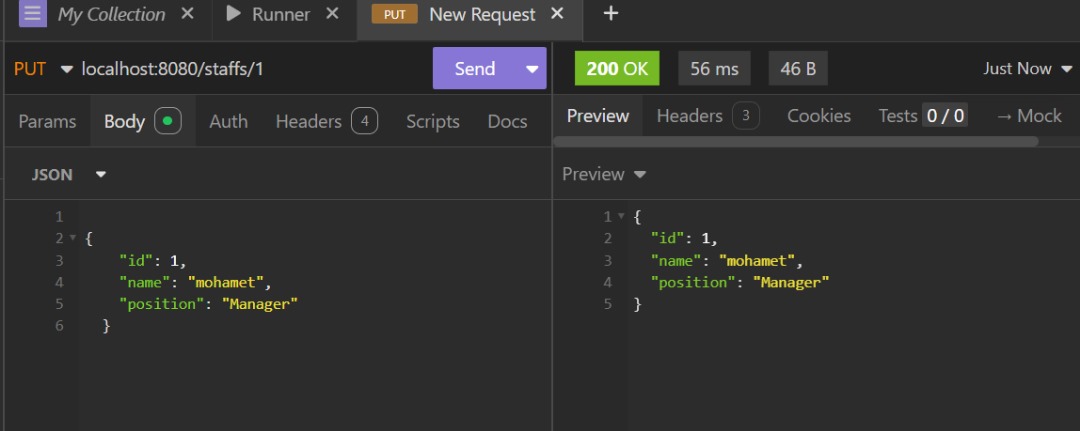 My Collection × Runner × PUT New Request × +
PUT localhost:8080/staffs/1 Send 200 OK 56 ms 46 B Just Now
Params Body Auth Headers 4 Scripts Docs Preview Headers 3 Cookies Tests 0 / 0 → Mock
JSON Preview
1
2 {
3 "id": 1,
4 "name": "mohamet",
5 "position": "Manager"
6 }
1 {
2 "id": 1,
3 "name": "mohamet",
4 "position": "Manager"
5 }